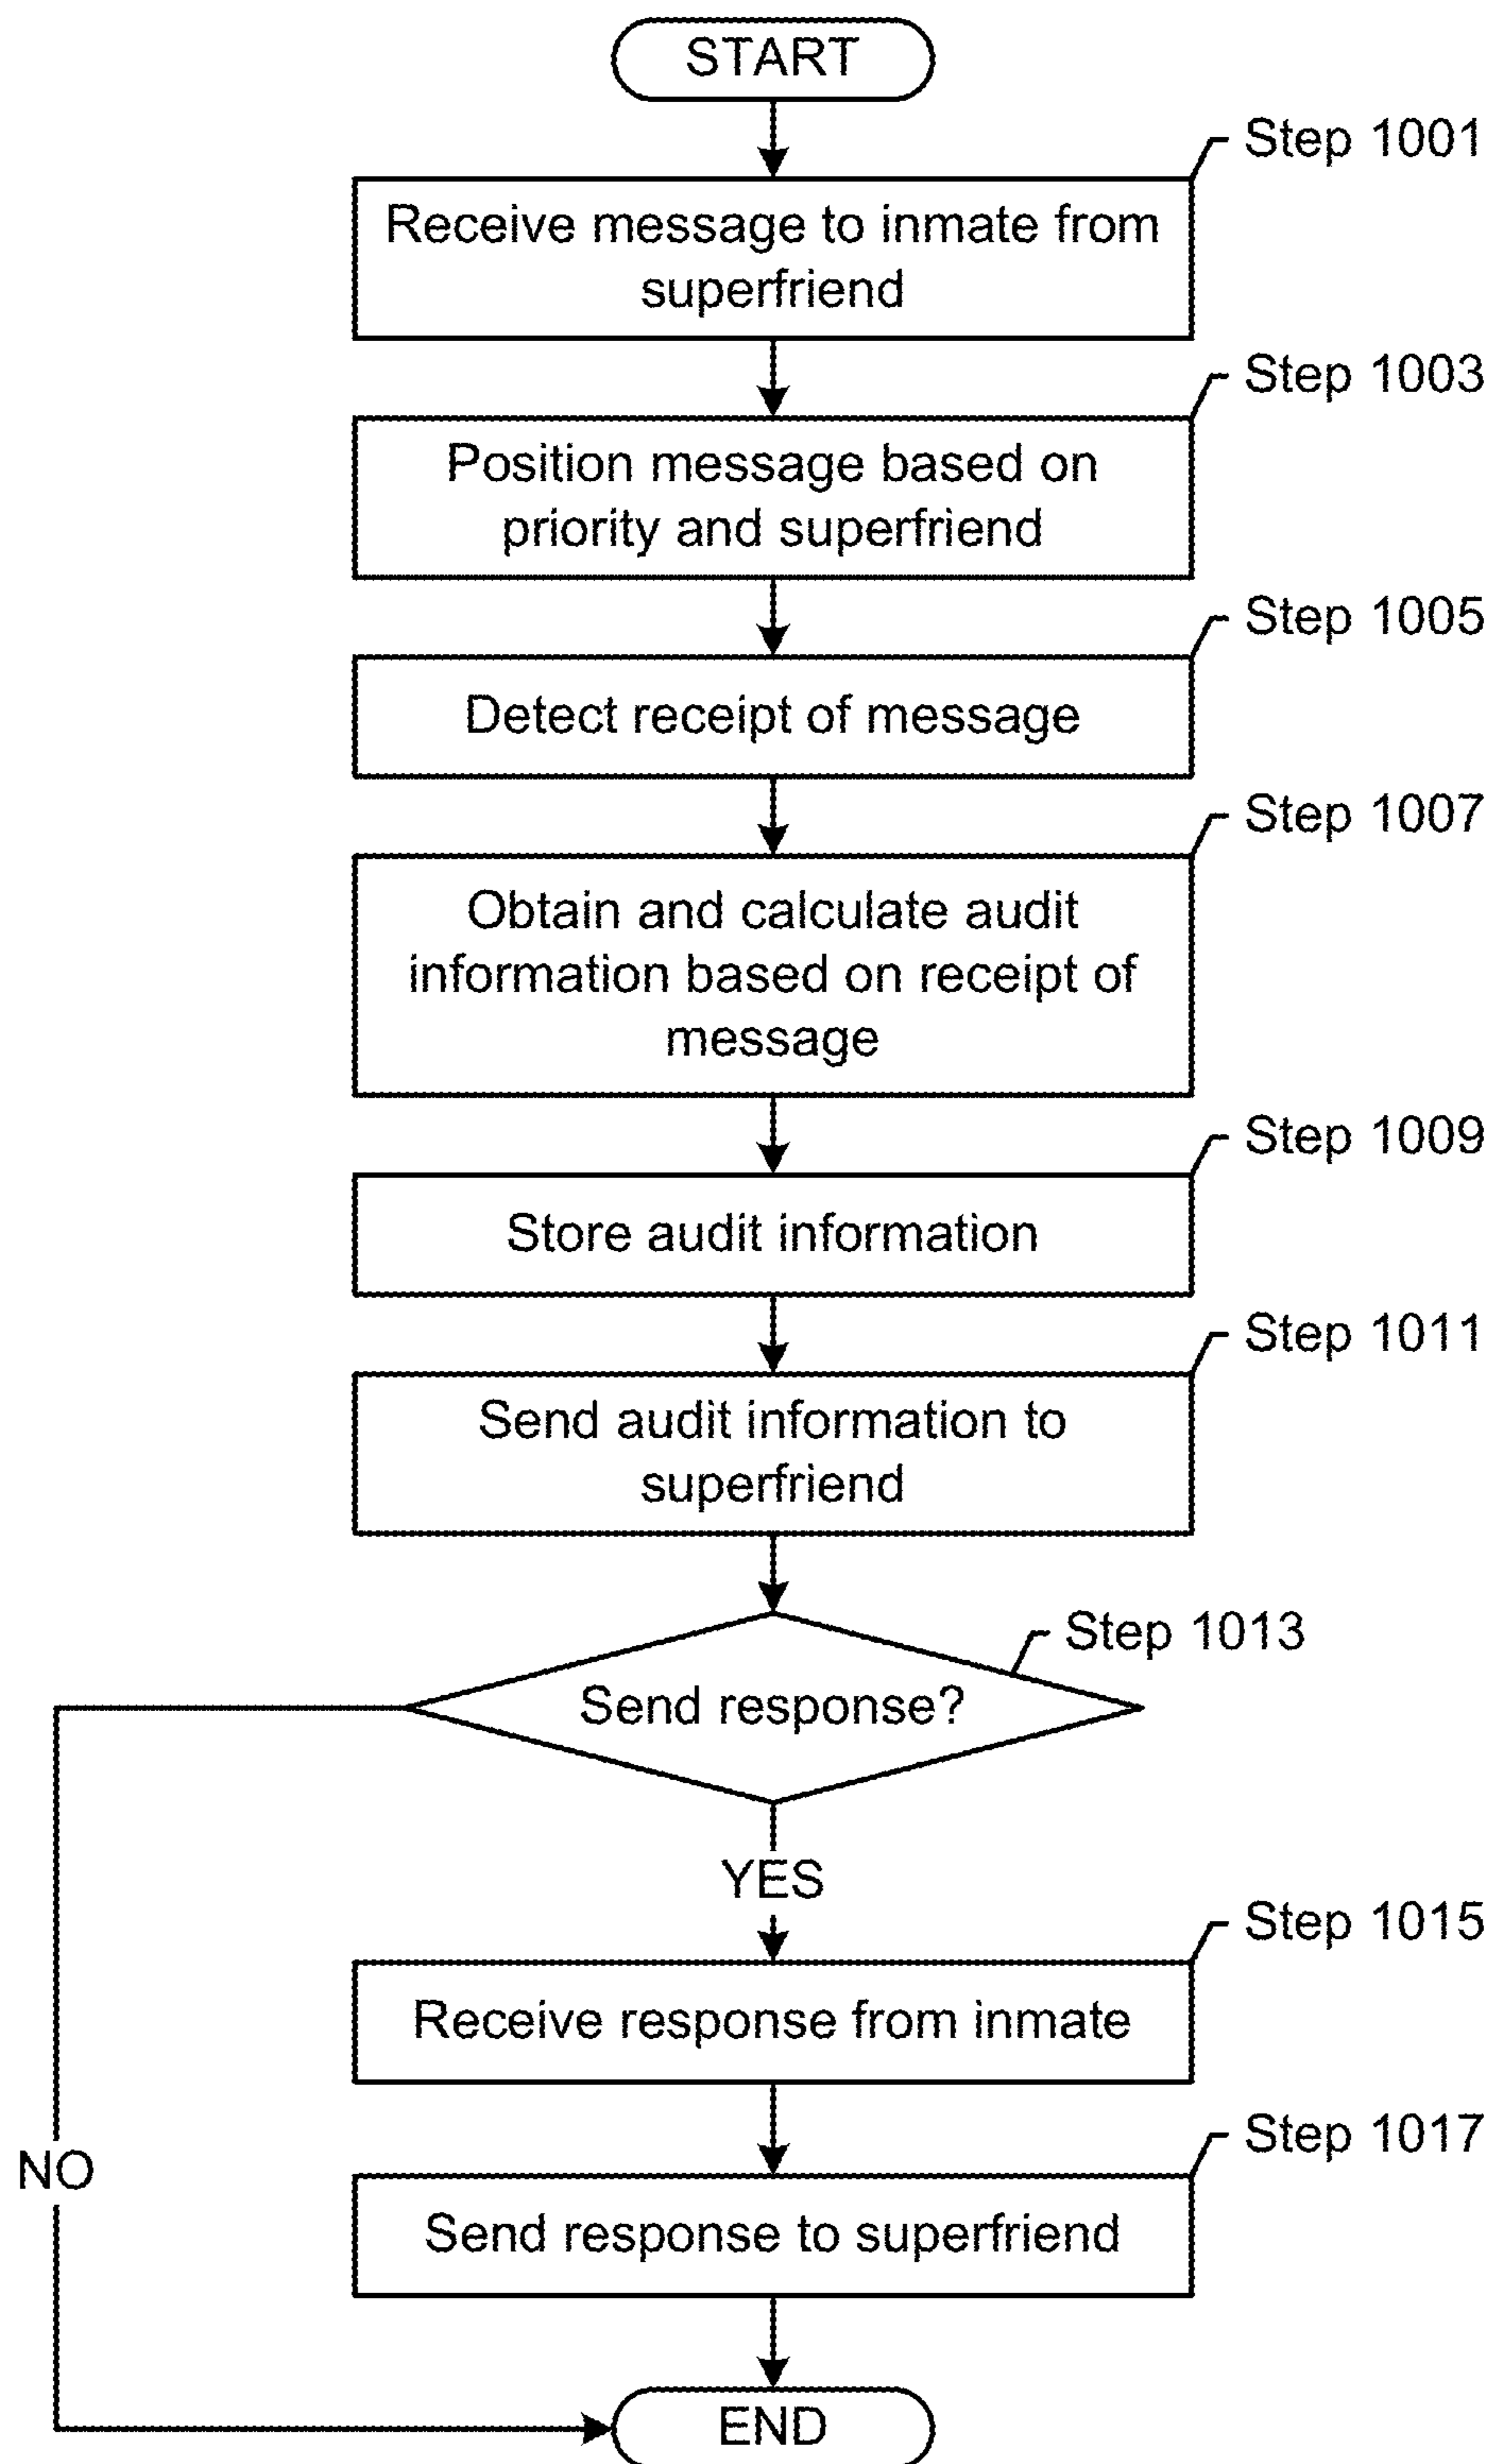 START
Step 1001
Receive message to inmate from
superfriend
Step 1003
Position message based on
priority and superfriend
Step 1005
Detect receipt of message
Step 1007
Obtain and calculate audit
information based on receipt of
message
Step 1009
Store audit information
Step 1011
Send audit information to
superfriend
Step 1013
Send response?
YES
Step 1015
Receive response from inmate
Step 1017
NO
Send response to superfriend
END